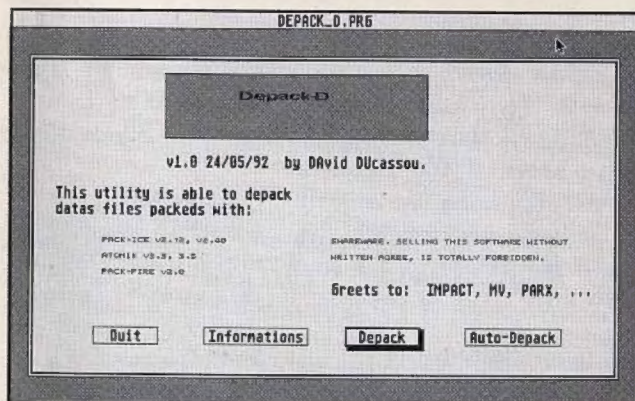 DEPACK_D.PRG
Depack-D
v1.0 24/05/92 by DAvid DUcassou.
This utility is able to depack
datas files packeds with:
PACK-ICE V2.12, V2.40
ATOMIK V3.3, 3.5
PACK-FIRE V2.0
SHAREWARE. SELLING THIS SOFTWARE WITHOUT
WRITTEN AGREE, IS TOTALLY FORBIDDEN.
Greets to: IMPACT, MV, PARX, ...
Quit Informations Depack Auto-Depack